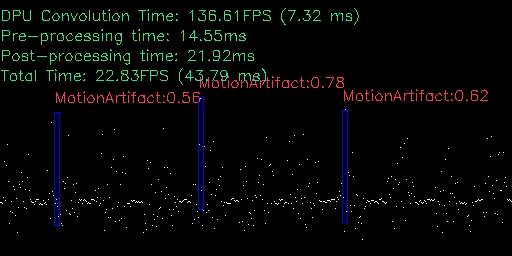 DPU Convolution Time: 136.61FPS (7.32 ms)
Pre-processing time: 14.55ms
Post-processing time: 21.92ms
Total Time: 22.83FPS (43.79 ms)
MotionArtifact:0.78
MotionArtifact:0.56
MotionArtifact:0.62